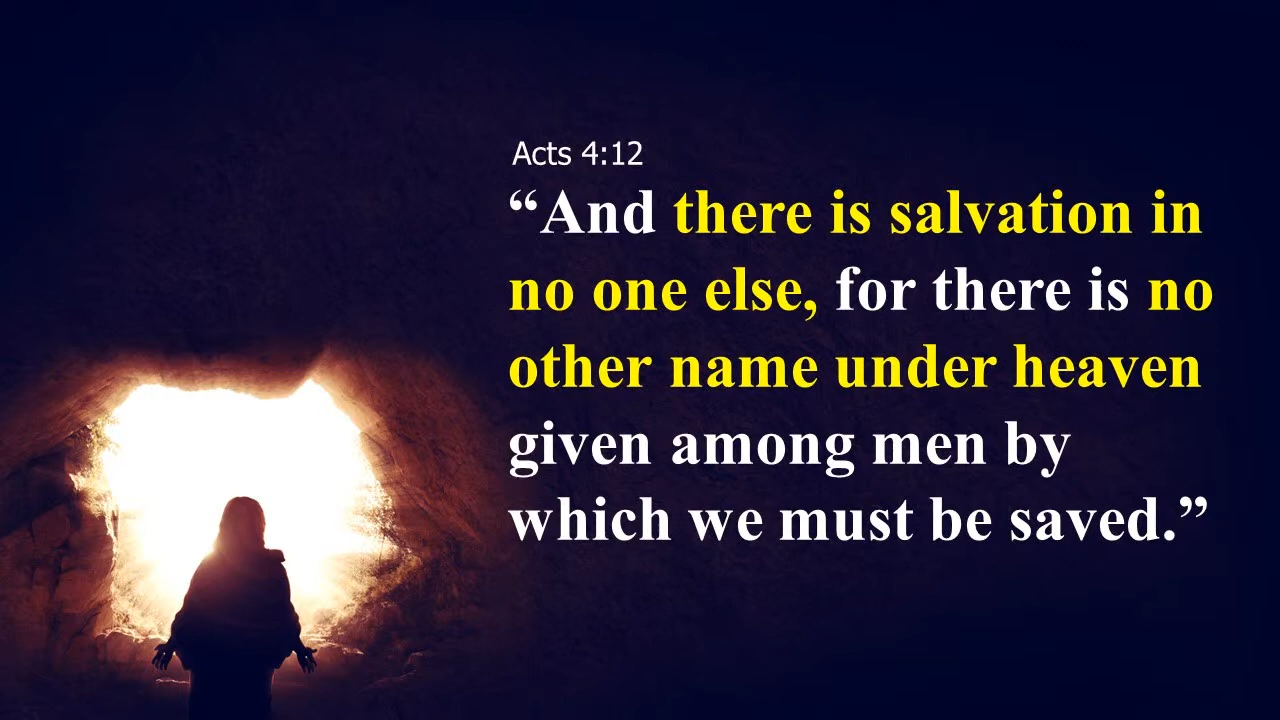 Acts 4:12
“And there is salvation in
no one else, for there is no
other name under heaven
given among men by
which we must be saved.”